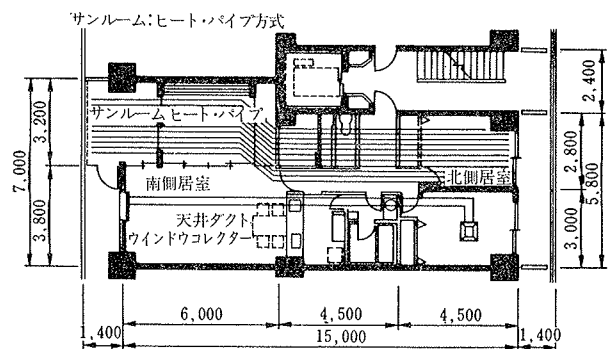 サンルーム:ヒート・パイプ方式
サンルーム ヒート・パイプ
南側居室
北側居室
天井ダクト
ウインドウコレクター
7,000
3,200
3,800
2,400
2,800
5,800
3,000
6,000
4,500
4,500
1,400
15,000
1,400